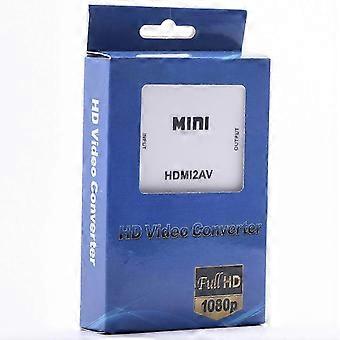 HD Video Converter
MINI
INPUT
OUTPUT
HDMI2AV
HD Video Converter
Full HD
1080p